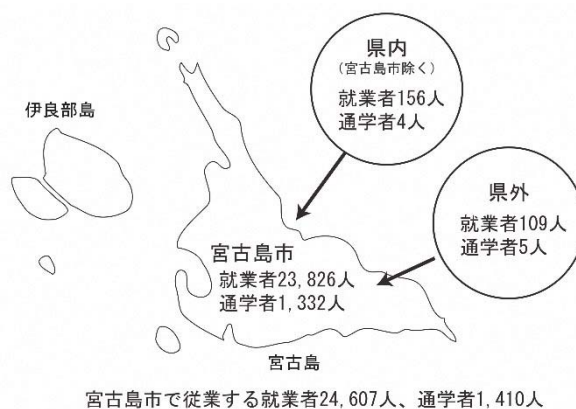 県内
(宮古島市除く)
就業者156人
通学者4人
伊良部島
県外
就業者109人
通学者5人
宮古島市
就業者23,826人
通学者1,332人
宮古島
宮古島市で従業する就業者24,607人、通学者1,410人